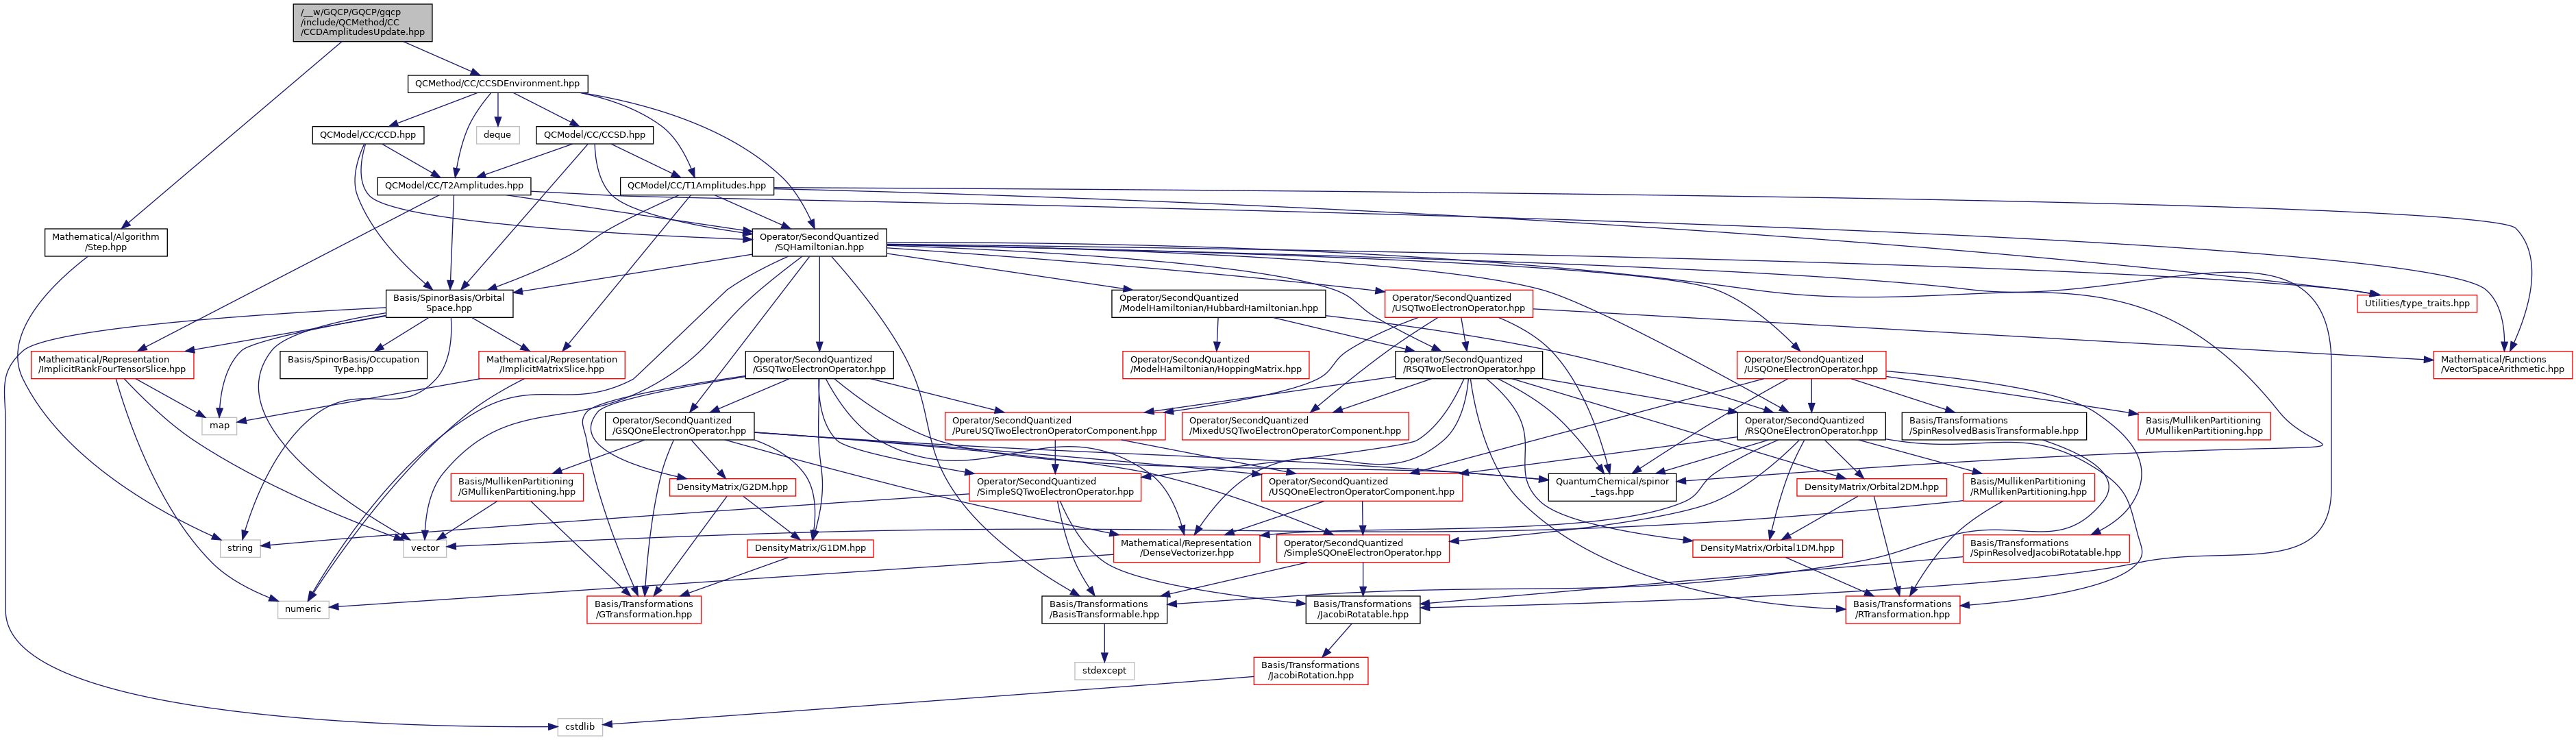 /__w/GQCP/GQCP/gqcp
/include/QCMethod/CC
/CCDAmplitudesUpdate.hpp
QCMethod/CC/CCSDEnvironment.hpp
QCModel/CC/CCD.hpp
deque
QCModel/CC/CCSD.hpp
QCModel/CC/T2Amplitudes.hpp
QCModel/CC/T1Amplitudes.hpp
Mathematical/Algorithm
/Step.hpp
Operator/SecondQuantized
/SQHamiltonian.hpp
Basis/SpinorBasis/Orbital
Space.hpp
Operator/SecondQuantized
/ModelHamiltonian/HubbardHamiltonian.hpp
Operator/SecondQuantized
/USQTwoElectronOperator.hpp
Utilities/type_traits.hpp
Mathematical/Representation
/ImplicitRankFourTensorSlice.hpp
Basis/SpinorBasis/Occupation
Type.hpp
Mathematical/Representation
/ImplicitMatrixSlice.hpp
Operator/SecondQuantized
/GSQTwoElectronOperator.hpp
Operator/SecondQuantized
/ModelHamiltonian/HoppingMatrix.hpp
Operator/SecondQuantized
/RSQTwoElectronOperator.hpp
Operator/SecondQuantized
/USQOneElectronOperator.hpp
Mathematical/Functions
/VectorSpaceArithmetic.hpp
map
Operator/SecondQuantized
/GSQOneElectronOperator.hpp
Operator/SecondQuantized
/PureUSQTwoElectronOperatorComponent.hpp
Operator/SecondQuantized
/MixedUSQTwoElectronOperatorComponent.hpp
Operator/SecondQuantized
/RSQOneElectronOperator.hpp
Basis/Transformations
/SpinResolvedBasisTransformable.hpp
Basis/MullikenPartitioning
/UMullikenPartitioning.hpp
Basis/MullikenPartitioning
/GMullikenPartitioning.hpp
DensityMatrix/G2DM.hpp
Operator/SecondQuantized
/SimpleSQTwoElectronOperator.hpp
Operator/SecondQuantized
/USQOneElectronOperatorComponent.hpp
QuantumChemical/spinor
_tags.hpp
DensityMatrix/Orbital2DM.hpp
Basis/MullikenPartitioning
/RMullikenPartitioning.hpp
string
vector
DensityMatrix/G1DM.hpp
Mathematical/Representation
/DenseVectorizer.hpp
Operator/SecondQuantized
/SimpleSQOneElectronOperator.hpp
DensityMatrix/Orbital1DM.hpp
Basis/Transformations
/SpinResolvedJacobiRotatable.hpp
numeric
Basis/Transformations
/GTransformation.hpp
Basis/Transformations
/BasisTransformable.hpp
Basis/Transformations
/JacobiRotatable.hpp
Basis/Transformations
/RTransformation.hpp
stdexcept
Basis/Transformations
/JacobiRotation.hpp
cstdlib